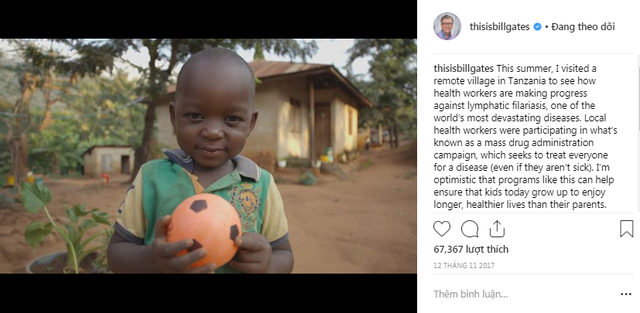 thisisbillgates • Đang theo dõi
thisisbillgates This summer, I visited a
remote village in Tanzania to see how
health workers are making progress
against lymphatic filariasis, one of the
world's most devastating diseases. Local
health workers were participating in what's
known as a mass drug administration
campaign, which seeks to treat everyone
for a disease (even if they aren't sick). I'm
optimistic that programs like this can help
ensure that kids today grow up to enjoy
longer, healthier lives than their parents.
67,367 lượt thích
12 THÁNG 11 2017
Thêm bình luận...